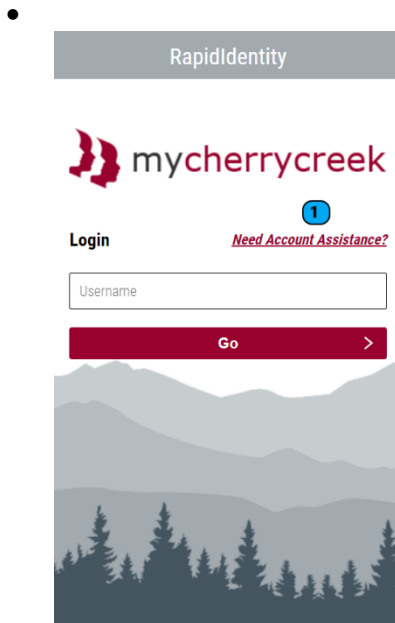 RapidIdentity
mycherrycreek
1
Login
Need Account Assistance?
Username
Go